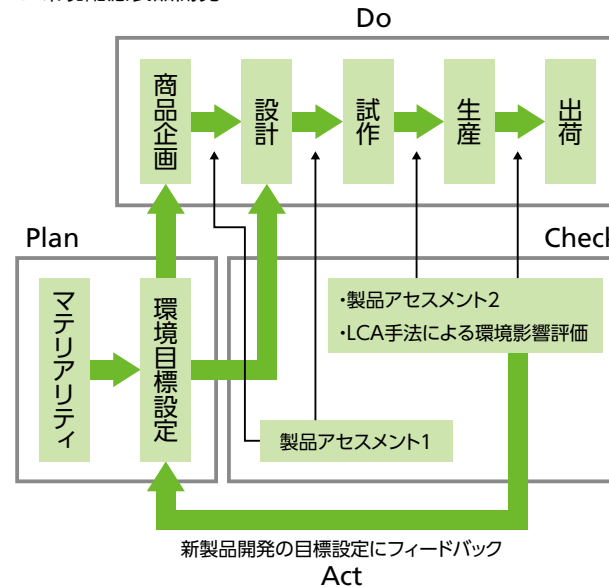 Do
商品企画
設計
試作
生産
出荷
Plan
Check
マテリアリティ
環境目標設定
・製品アセスメント2
・LCA手法による環境影響評価
製品アセスメント1
新製品開発の目標設定にフィードバック
Act